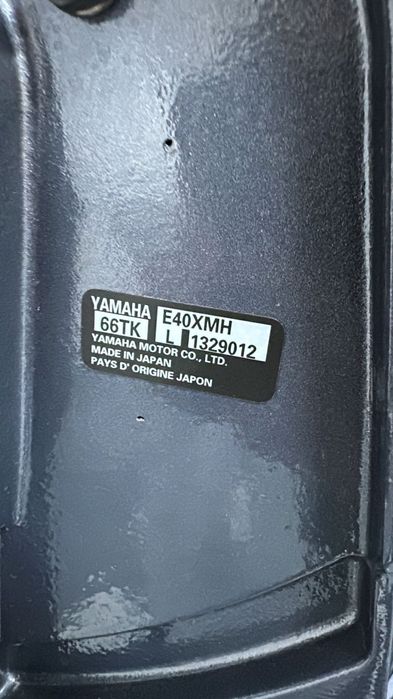 YAMAHA E40XMH
66TK L 1329012
YAMAHA MOTOR CO., LTD.
MADE IN JAPAN
PAYS D' ORIGINE JAPON